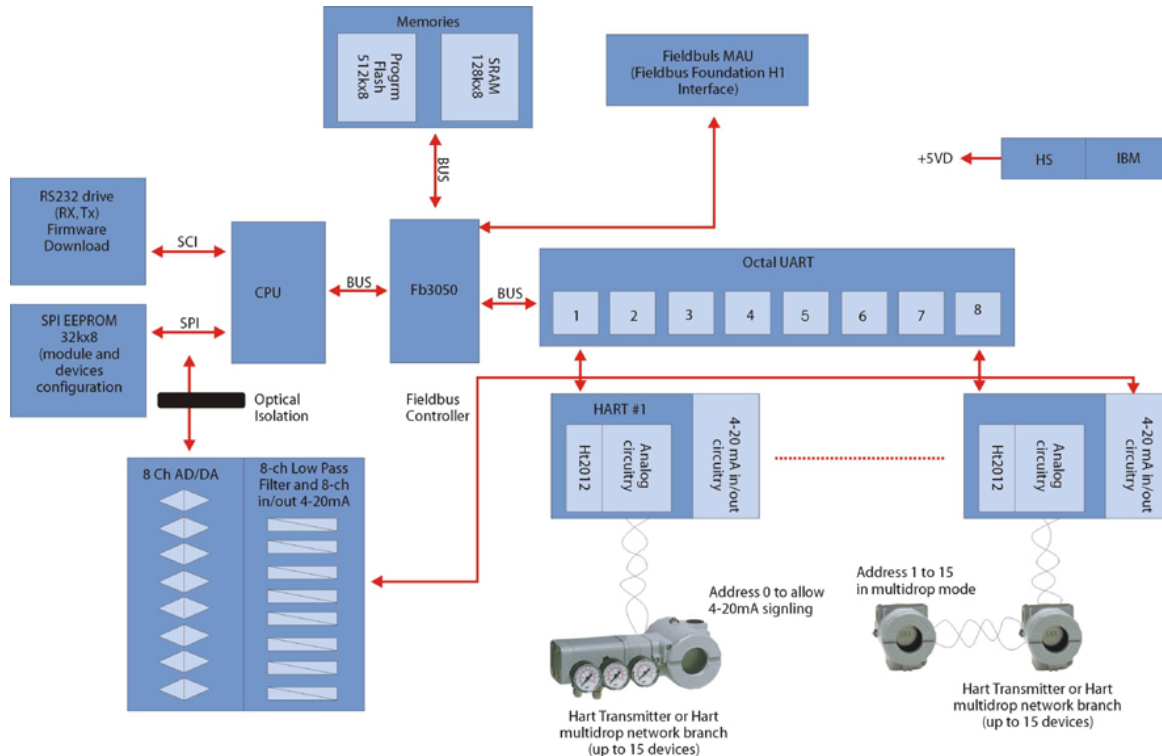 Memories
Progrm
Flash
512kx8
SRAM
128kx8
Fieldbuls MAU
(Fieldbus Foundation H1
Interface)
+5VD
HS
IBM
BUS
RS232 drive
(RX, Tx)
Firmware
Download
SCI
CPU
BUS
Fb3050
BUS
Octal UART
1
2
3
4
5
6
7
8
SPI EEPROM
32kx8
(module and
devices
configuration
SPI
Optical
Isolation
Fieldbus
Controller
8 Ch AD/DA
8-ch Low Pass
Filter and 8-ch
in/out 4-20mA
HART #1
Ht2012
Analog
circuitry
4-20 mA in/out
circuitry
Ht2012
Analog
circuitry
4-20 mA in/out
circuitry
Address 0 to allow
4-20mA signling
Address 1 to 15
in multidrop mode
Hart Transmitter or Hart
multidrop network branch
(up to 15 devices)
Hart Transmitter or Hart
multidrop network branch
(up to 15 devices)